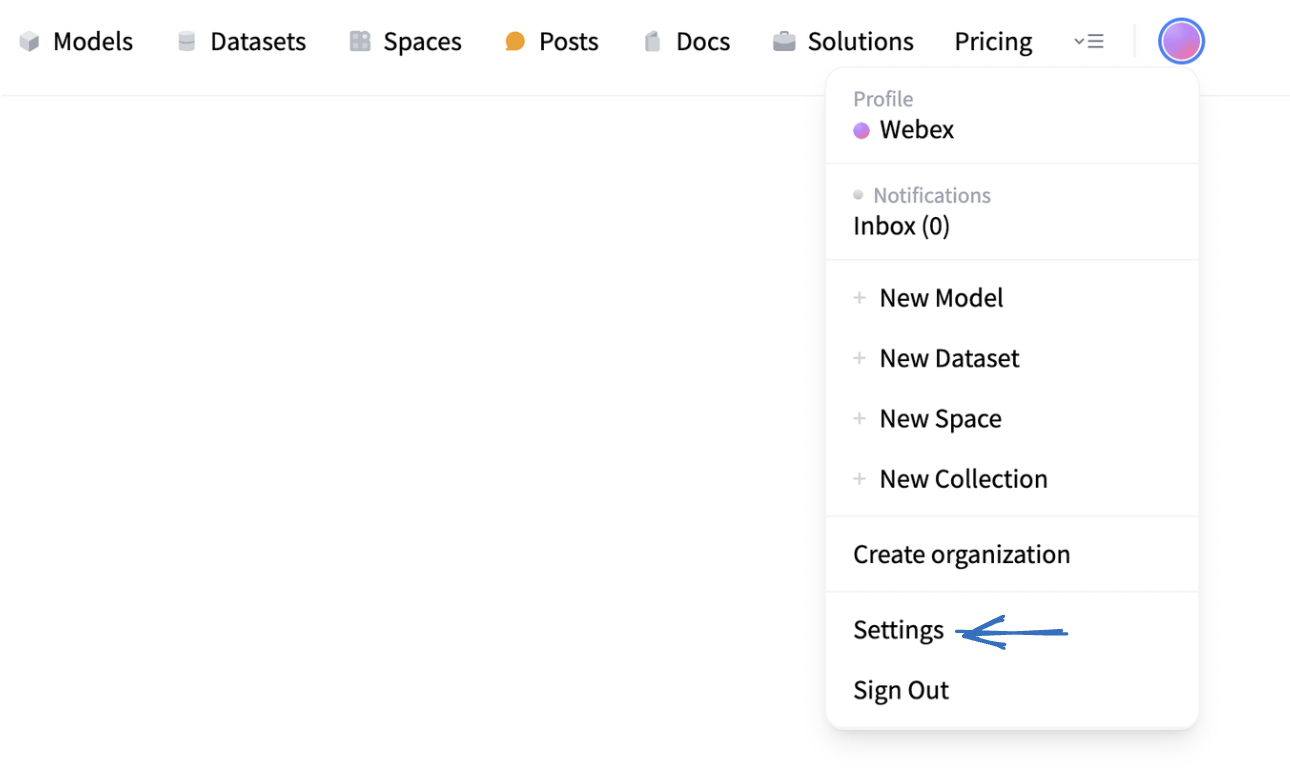 Models Datasets Spaces Posts Docs Solutions Pricing
Profile
Webex
Notifications
Inbox (0)
+ New Model
+ New Dataset
+ New Space
+ New Collection
Create organization
Settings
Sign Out